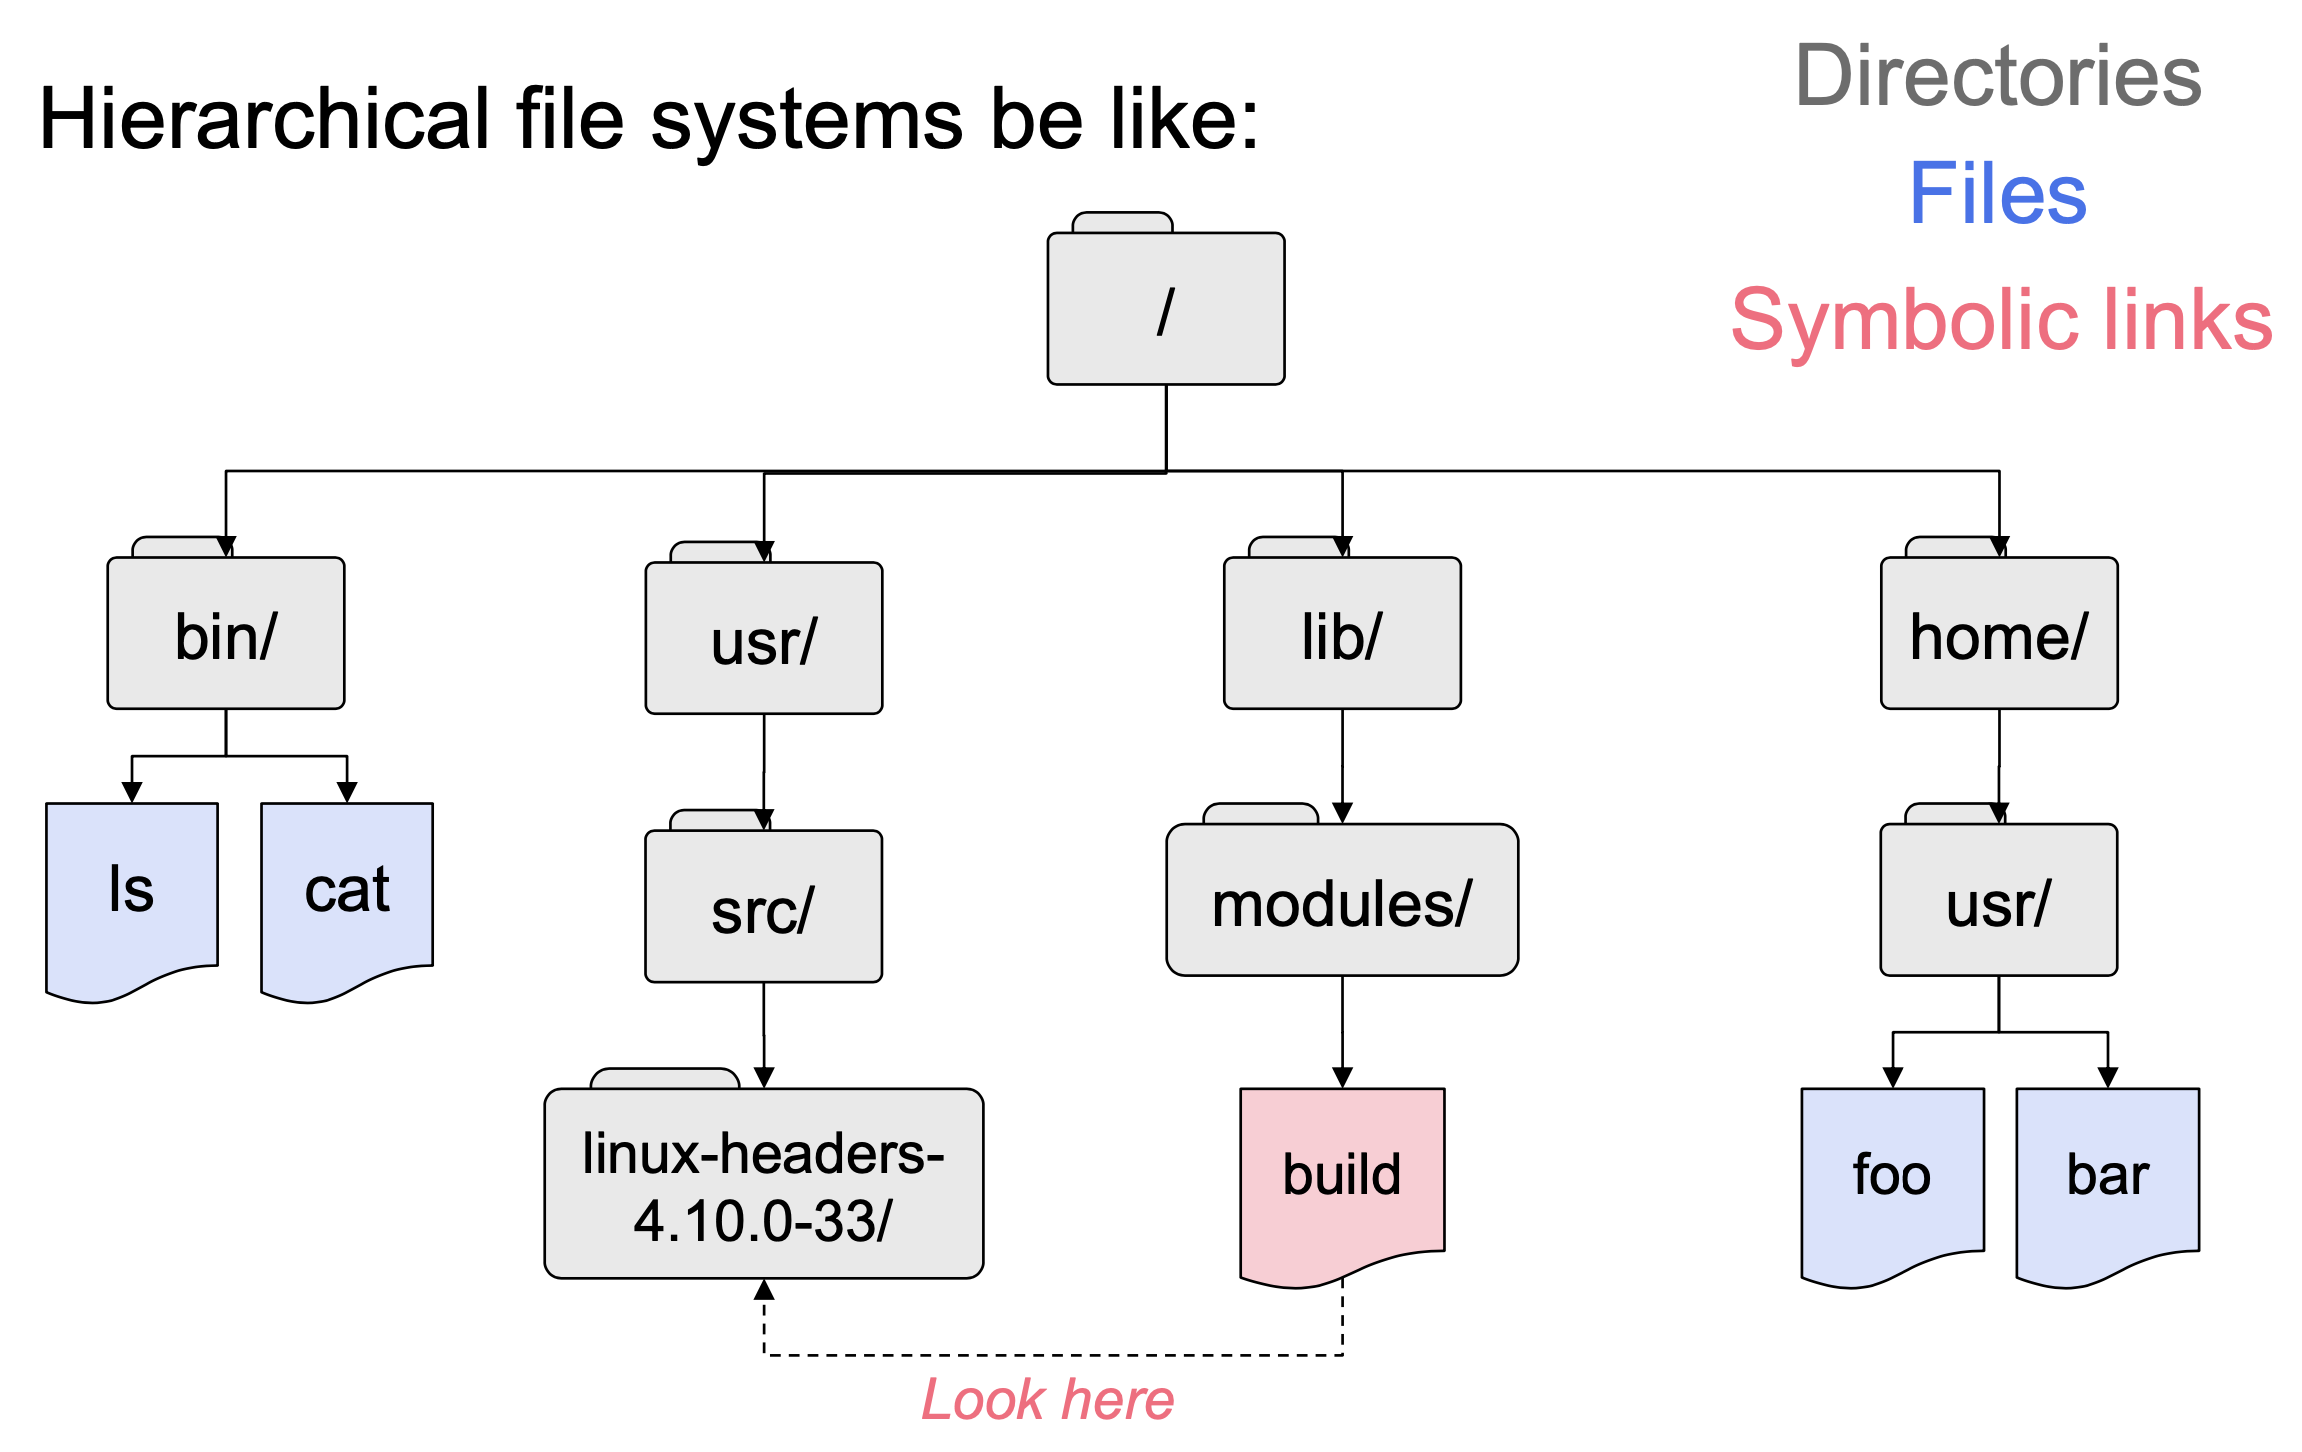 Hierarchical file systems be like:
Directories
Files
Symbolic links
/
bin/
usr/
lib/
home/
ls
cat
src/
modules/
usr/
linux-headers-
4.10.0-33/
build
foo
bar
Look here